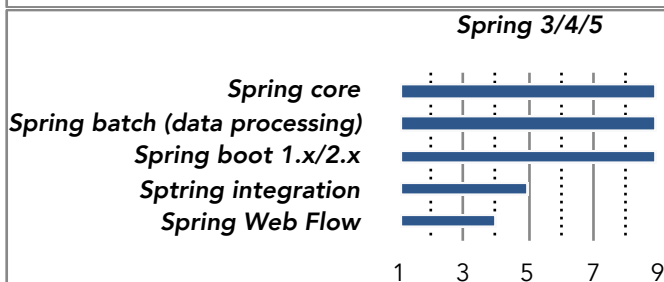 Spring 3/4/5
Spring core
Spring batch (data processing)
Spring boot 1.x/2.x
Sptring integration
Spring Web Flow
1 3 5 7 9